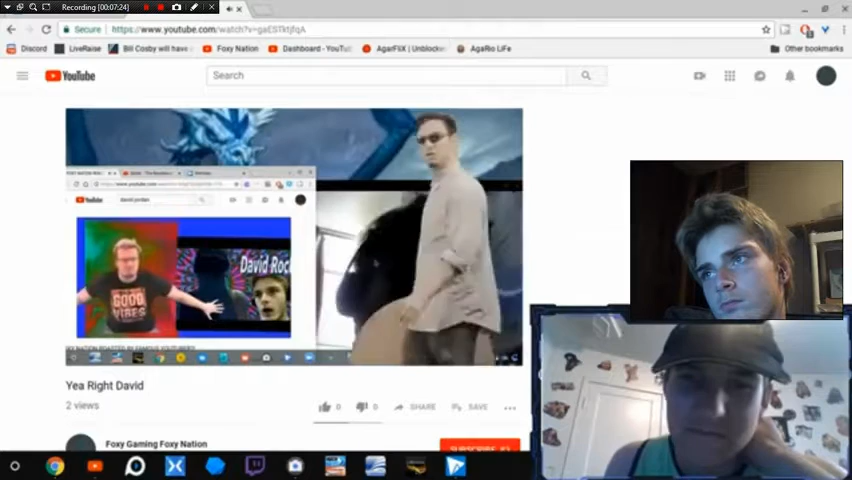 Recording [00:07:24]
Secure https://www.youtube.com/watch?v=gaESTktjfqA
Discord LiveRaise Bill Cosby will have Foxy Nation Dashboard - YouTu AgarFliX | Unblocke AgaRio LiFe Other bookmarks
YouTube Search
David Roc
GOOD
VIBES
Yea Right David
2 views
0 0 SHARE SAVE
Foxy Gaming Foxy Nation
SUBSCRIBE